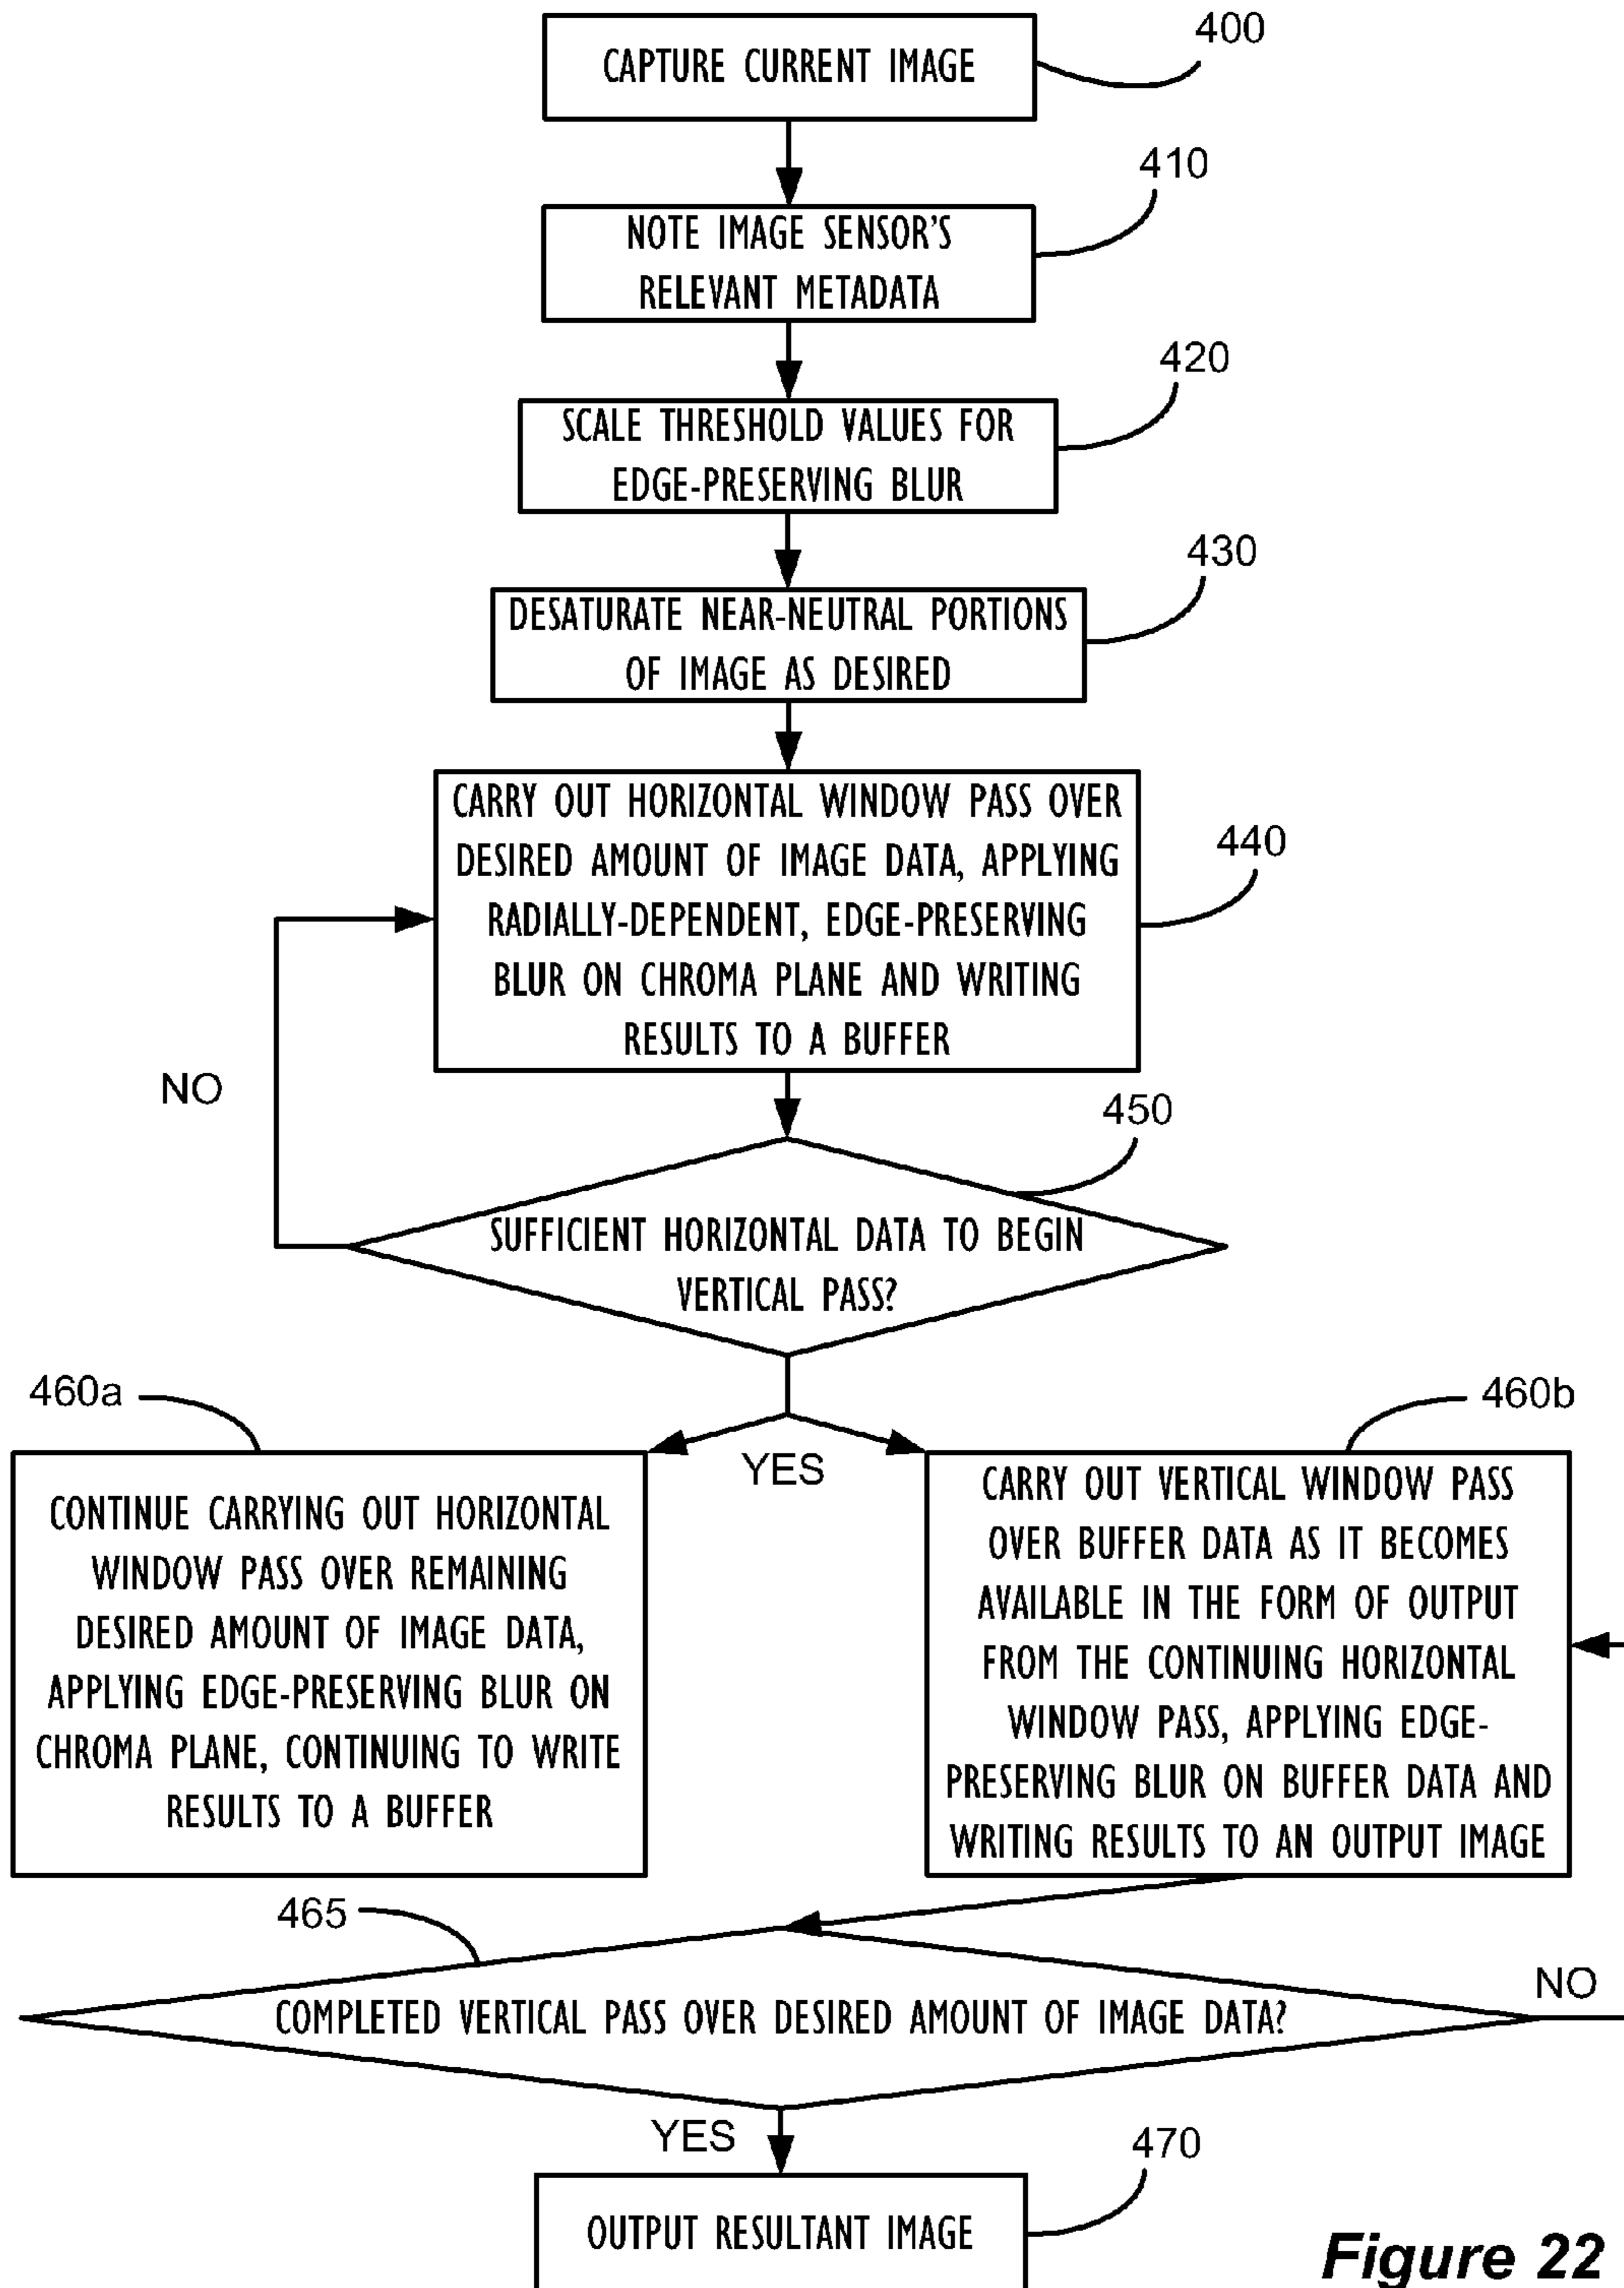 CAPTURE CURRENT IMAGE
400
NOTE IMAGE SENSOR'S
RELEVANT METADATA
410
SCALE THRESHOLD VALUES FOR
EDGE-PRESERVING BLUR
420
DESATURATE NEAR-NEUTRAL PORTIONS
OF IMAGE AS DESIRED
430
CARRY OUT HORIZONTAL WINDOW PASS OVER
DESIRED AMOUNT OF IMAGE DATA, APPLYING
RADIALLY-DEPENDENT, EDGE-PRESERVING
BLUR ON CHROMA PLANE AND WRITING
RESULTS TO A BUFFER
440
NO
450
SUFFICIENT HORIZONTAL DATA TO BEGIN
VERTICAL PASS?
YES
460a
CONTINUE CARRYING OUT HORIZONTAL
WINDOW PASS OVER REMAINING
DESIRED AMOUNT OF IMAGE DATA,
APPLYING EDGE-PRESERVING BLUR ON
CHROMA PLANE, CONTINUING TO WRITE
RESULTS TO A BUFFER
460b
CARRY OUT VERTICAL WINDOW PASS
OVER BUFFER DATA AS IT BECOMES
AVAILABLE IN THE FORM OF OUTPUT
FROM THE CONTINUING HORIZONTAL
WINDOW PASS, APPLYING EDGE-
PRESERVING BLUR ON BUFFER DATA AND
WRITING RESULTS TO AN OUTPUT IMAGE
465
COMPLETED VERTICAL PASS OVER DESIRED AMOUNT OF IMAGE DATA?
NO
YES
470
OUTPUT RESULTANT IMAGE
Figure 22